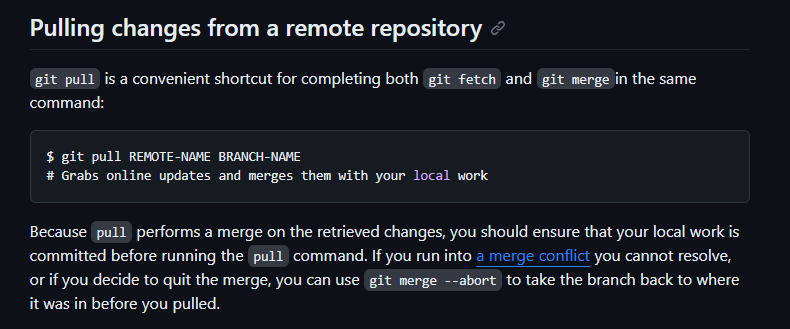 Pulling changes from a remote repository
git pull is a convenient shortcut for completing both git fetch and git merge in the same
command:
$ git pull REMOTE-NAME BRANCH-NAME
# Grabs online updates and merges them with your local work
Because pull performs a merge on the retrieved changes, you should ensure that your local work is
committed before running the pull command. If you run into a merge conflict you cannot resolve,
or if you decide to quit the merge, you can use git merge --abort to take the branch back to where
it was in before you pulled.